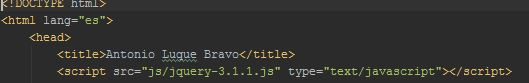 <!DOCTYPE html>
<html lang="es">
<head>
<title>Antonio Luque Bravo</title>
<script src="js/jquery-3.1.1.js" type="text/javascript"></script>